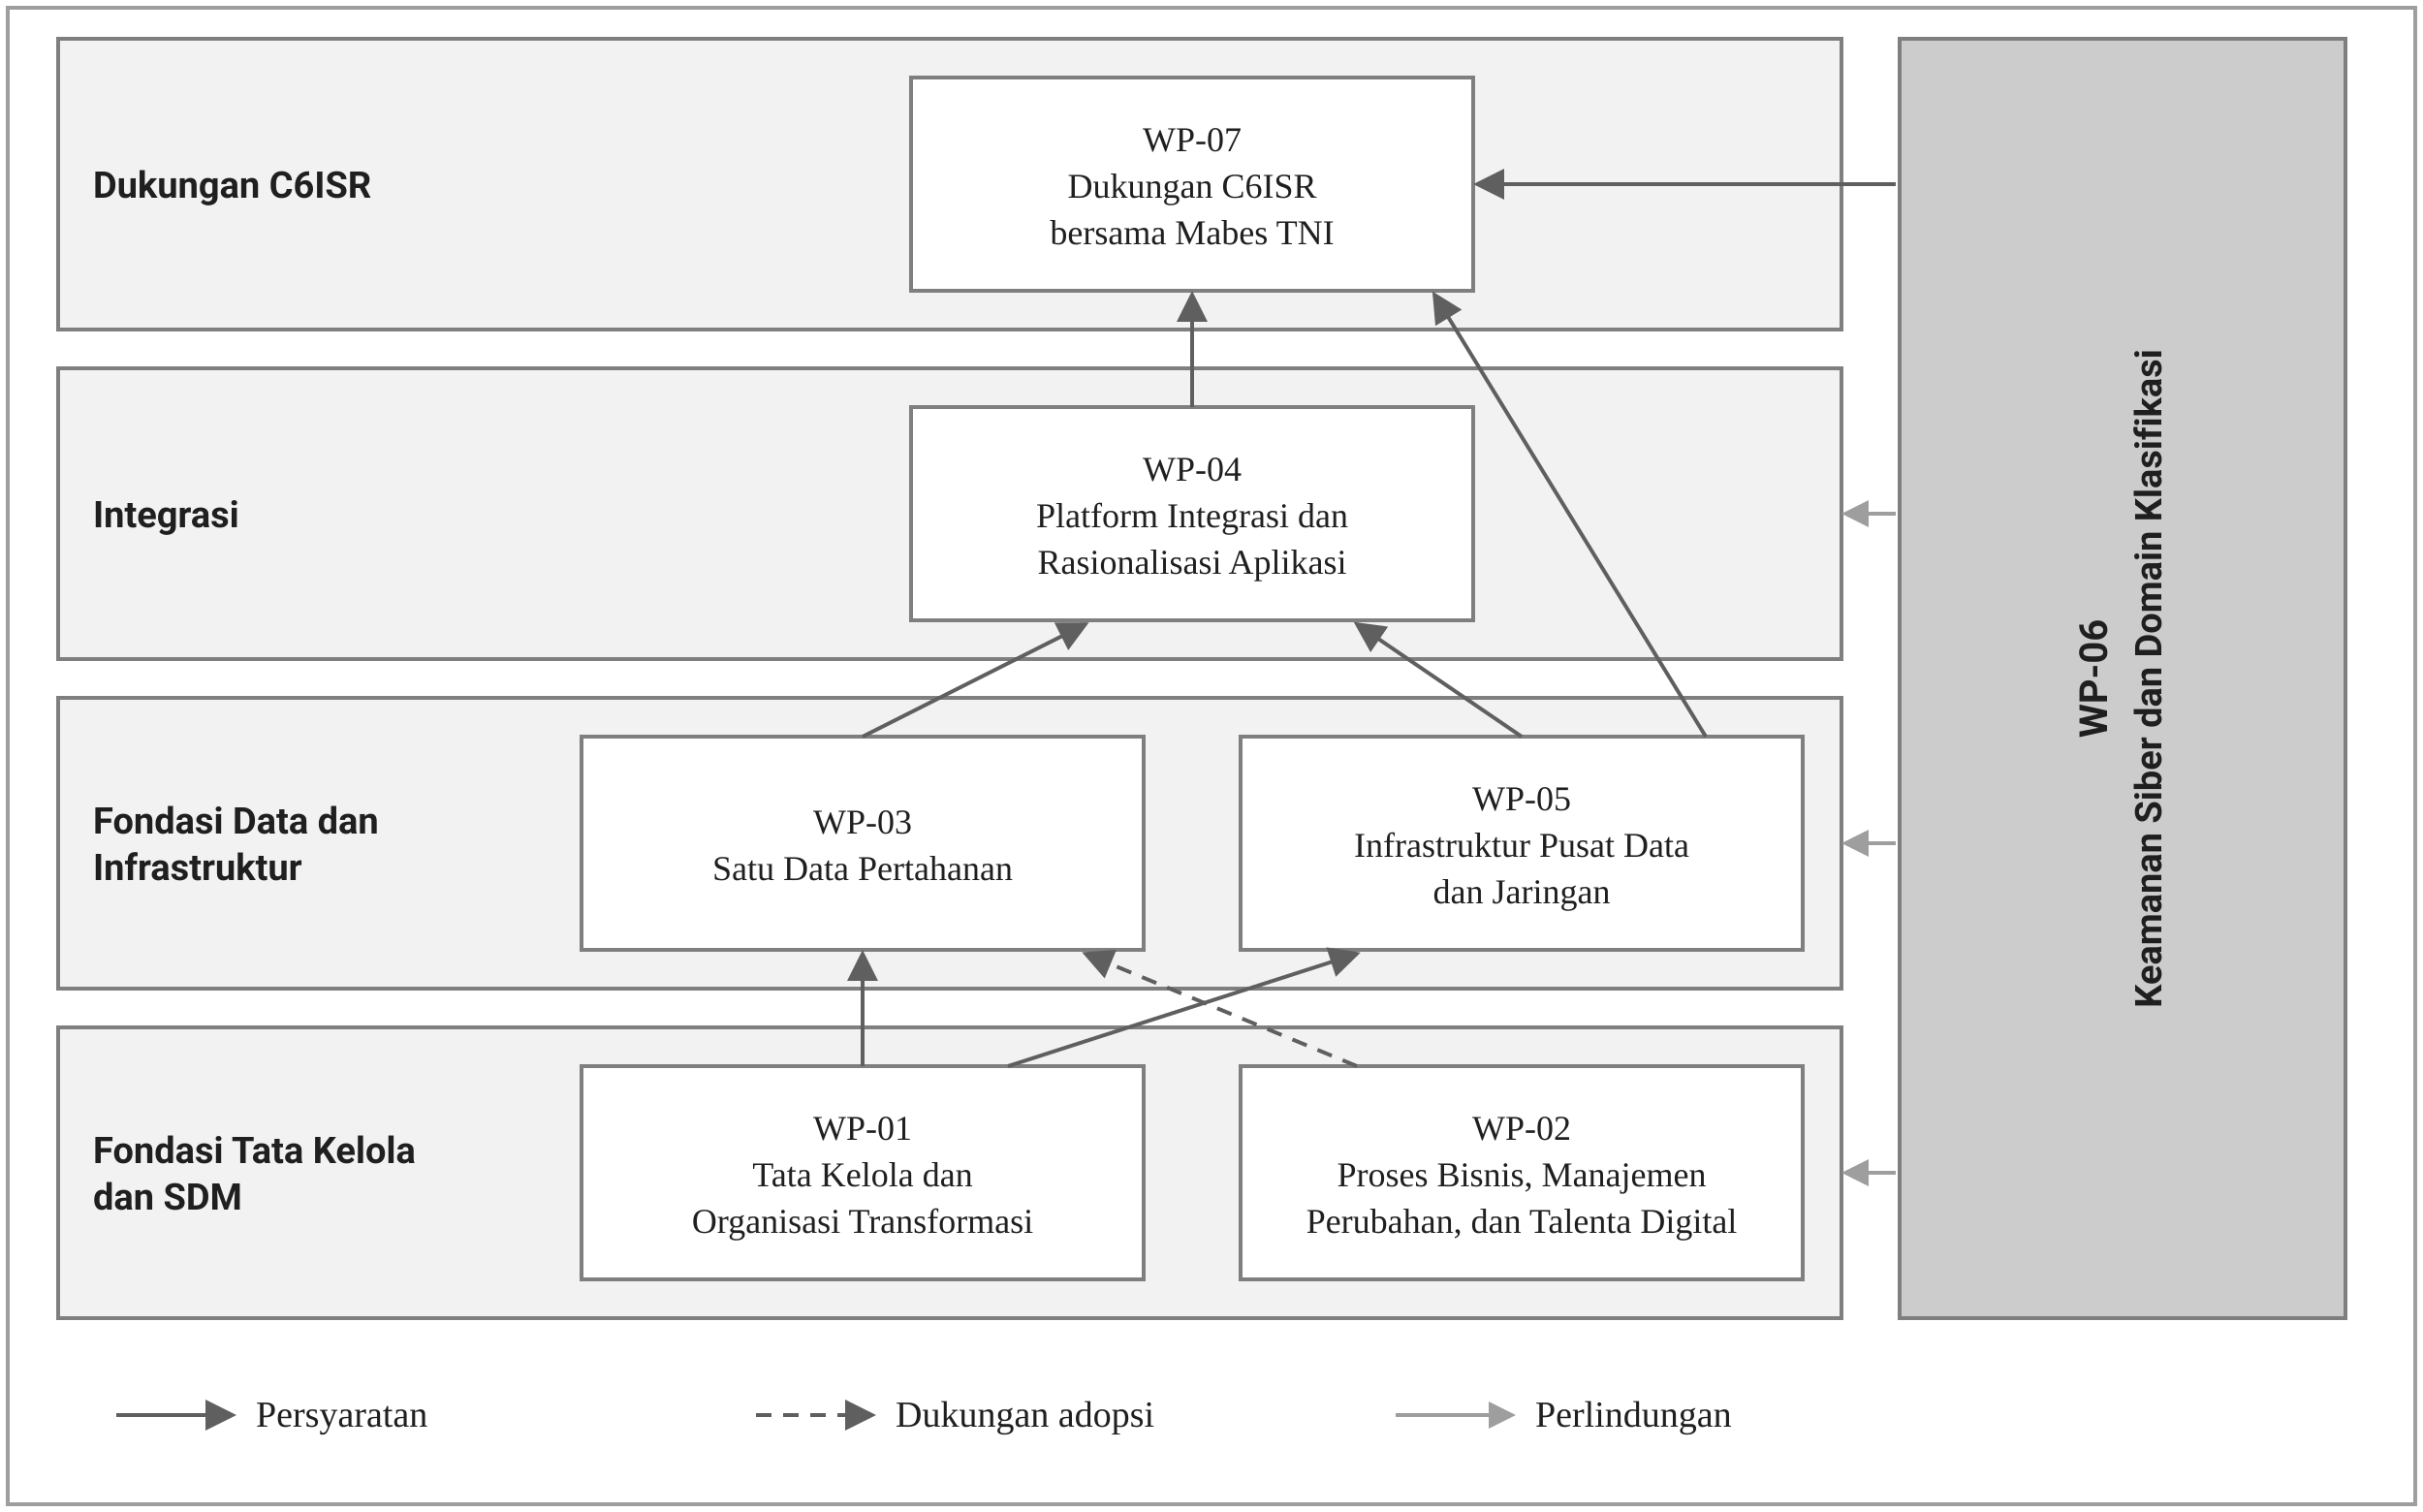 Dukungan C6ISR
WP-07
Dukungan C6ISR
bersama Mabes TNI
Integrasi
WP-04
Platform Integrasi dan
Rasionalisasi Aplikasi
Fondasi Data dan
Infrastruktur
WP-03
Satu Data Pertahanan
WP-05
Infrastruktur Pusat Data
dan Jaringan
Fondasi Tata Kelola
dan SDM
WP-01
Tata Kelola dan
Organisasi Transformasi
WP-02
Proses Bisnis, Manajemen
Perubahan, dan Talenta Digital
WP-06
Keamanan Siber dan Domain Klasifikasi
Persyaratan
Dukungan adopsi
Perlindungan